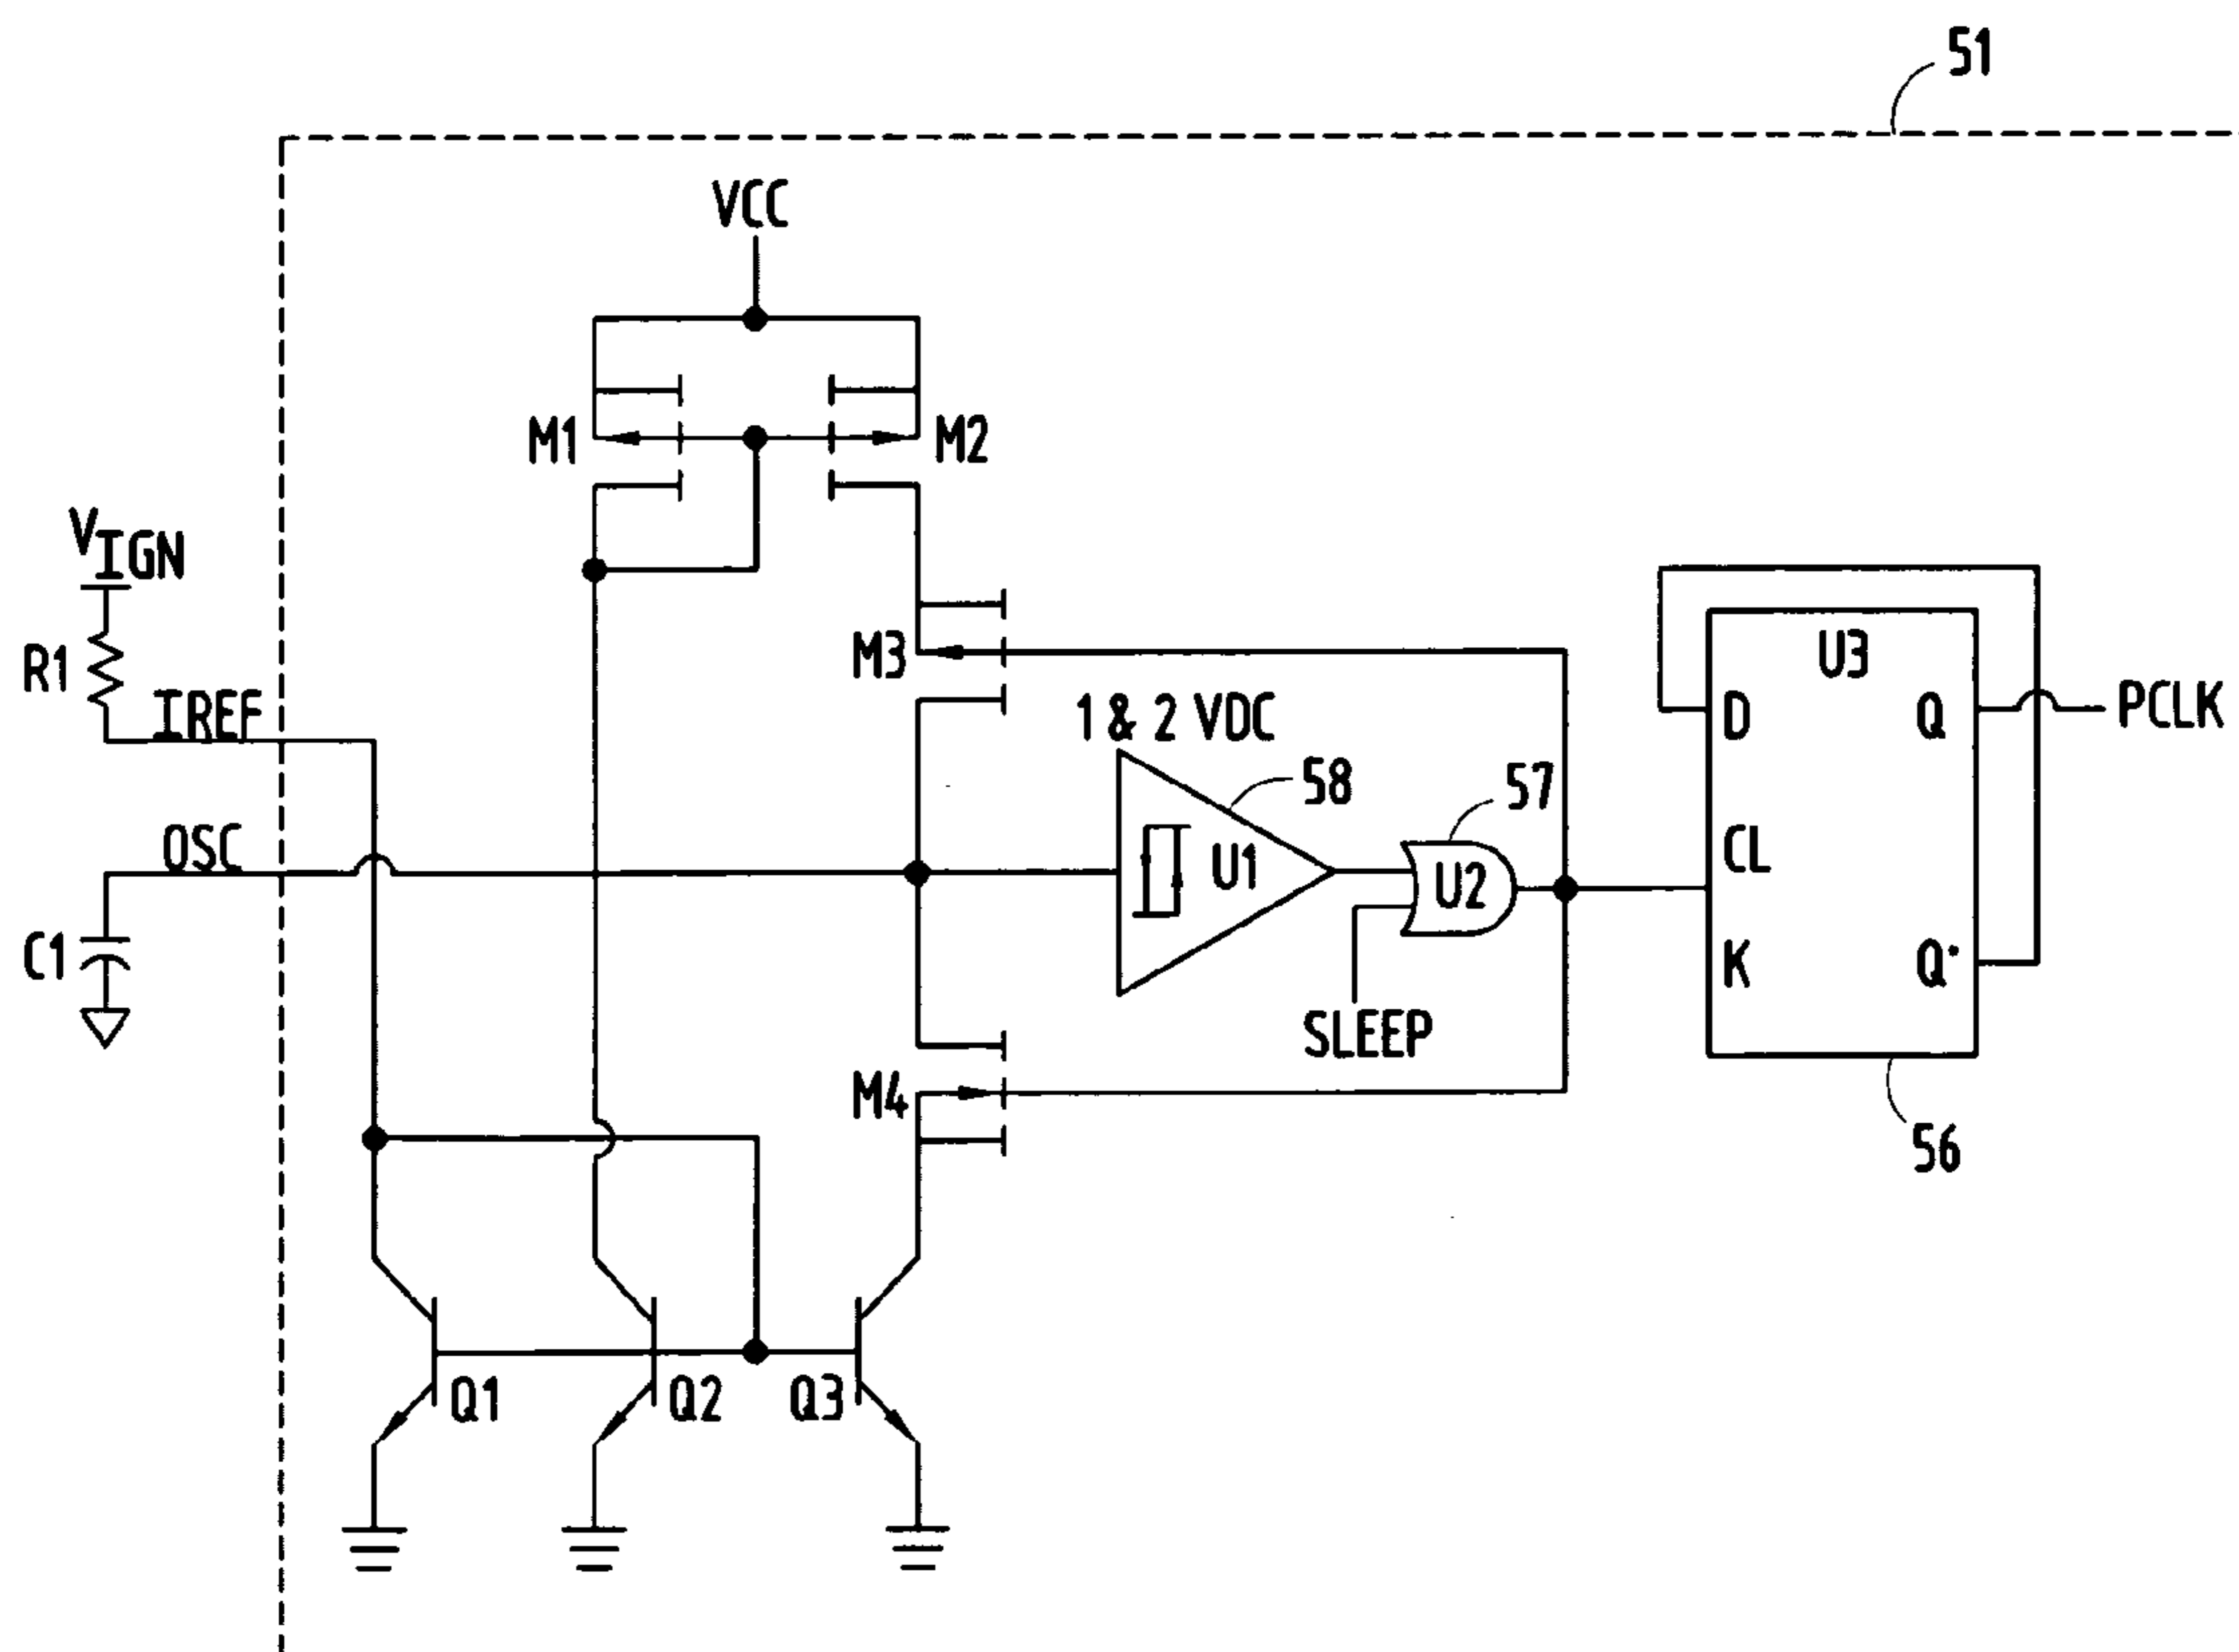 51
VCC
M1
M2
VIGN
R1
IREF
M3
U3
D
Q
PCLK
1 & 2 VDC
58
57
OSC
U1
U2
CL
C1
K
Q'
SLEEP
M4
56
Q1
Q2
Q3